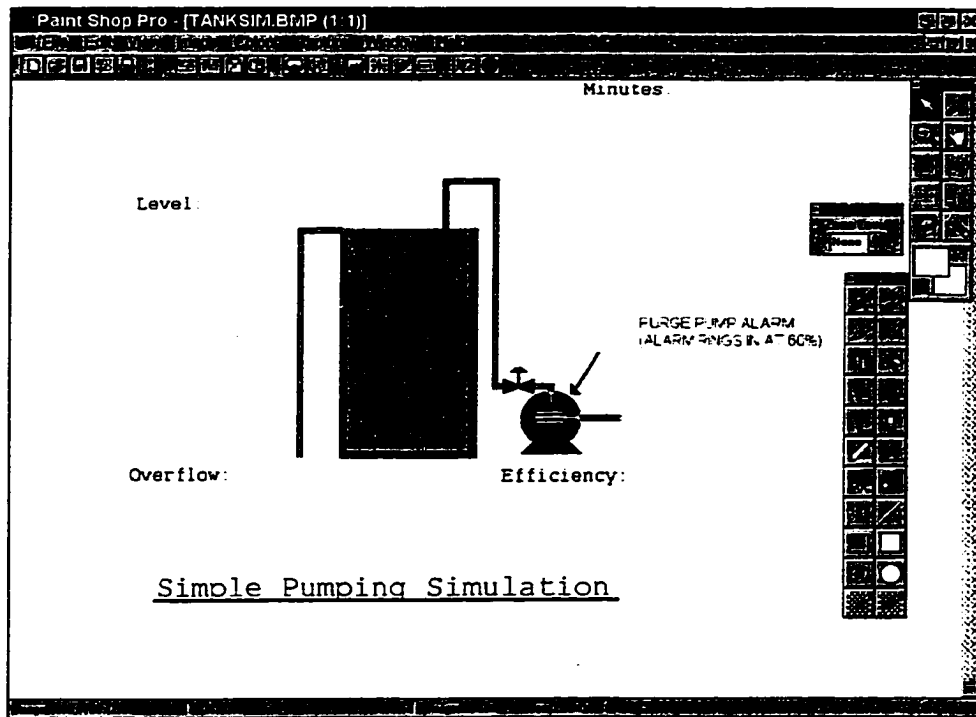 Paint Shop Pro - [TANKSIM.BMP (1:1)]
Minutes:
Level:
None
PURGE PUMP ALARM
(ALARM RINGS IN AT 60%)
Overflow:
Efficiency:
Simple Pumping Simulation